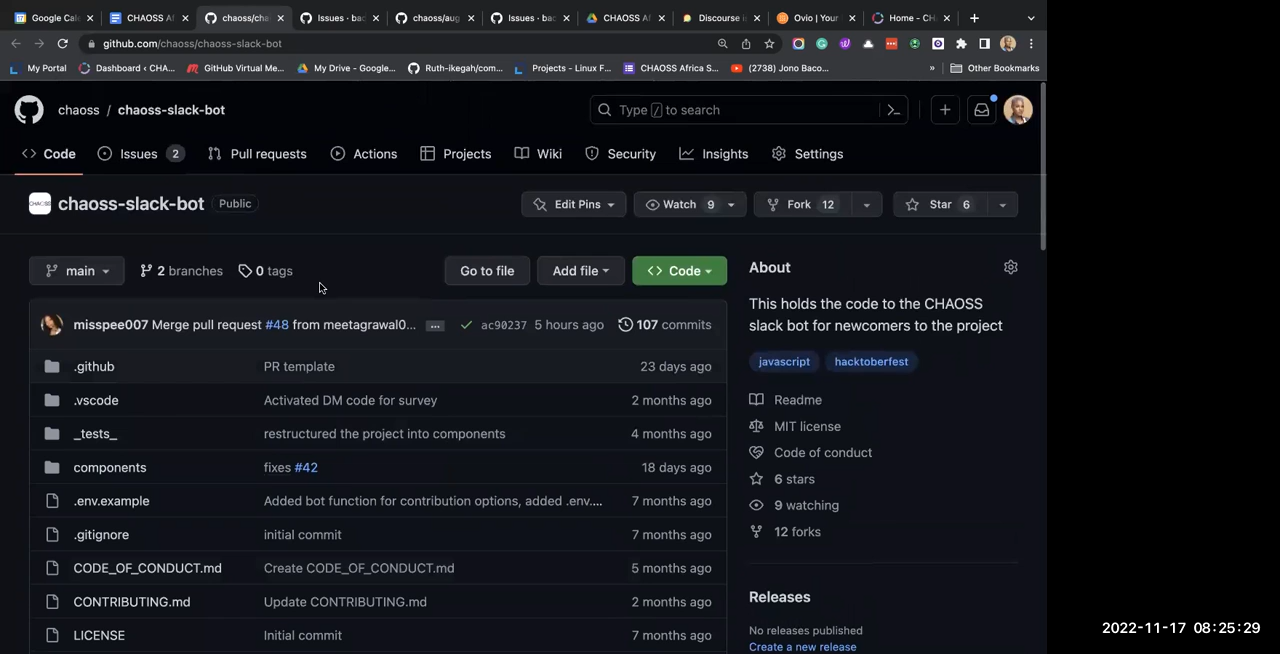 Google Cale
CHAOSS Af
chaoss/cha
Issues · bac
chaoss/aug
Issues · bac
CHAOSS Af
Discourse i
Ovio | Your
Home - CH
github.com/chaoss/chaoss-slack-bot
My Portal
Dashboard ‹ CHA...
GitHub Virtual Me...
My Drive - Google...
Ruth-ikegah/com...
Projects - Linux F...
CHAOSS Africa S...
(2738) Jono Baco...
»
Other Bookmarks
chaoss / chaoss-slack-bot
Type / to search
Code
Issues 2
Pull requests
Actions
Projects
Wiki
Security
Insights
Settings
chaoss-slack-bot Public
Edit Pins
Watch 9
Fork 12
Star 6
main
2 branches
0 tags
Go to file
Add file
<> Code
misspee007 Merge pull request #48 from meetagrawal0... ... ac90237 5 hours ago 107 commits
.github PR template 23 days ago
.vscode Activated DM code for survey 2 months ago
_tests_ restructured the project into components 4 months ago
components fixes #42 18 days ago
.env.example Added bot function for contribution options, added .env.... 7 months ago
.gitignore initial commit 7 months ago
CODE_OF_CONDUCT.md Create CODE_OF_CONDUCT.md 5 months ago
CONTRIBUTING.md Update CONTRIBUTING.md 2 months ago
LICENSE Initial commit 7 months ago
About
This holds the code to the CHAOSS
slack bot for newcomers to the project
javascript hacktoberfest
Readme
MIT license
Code of conduct
6 stars
9 watching
12 forks
Releases
No releases published
Create a new release
2022-11-17 08:25:29